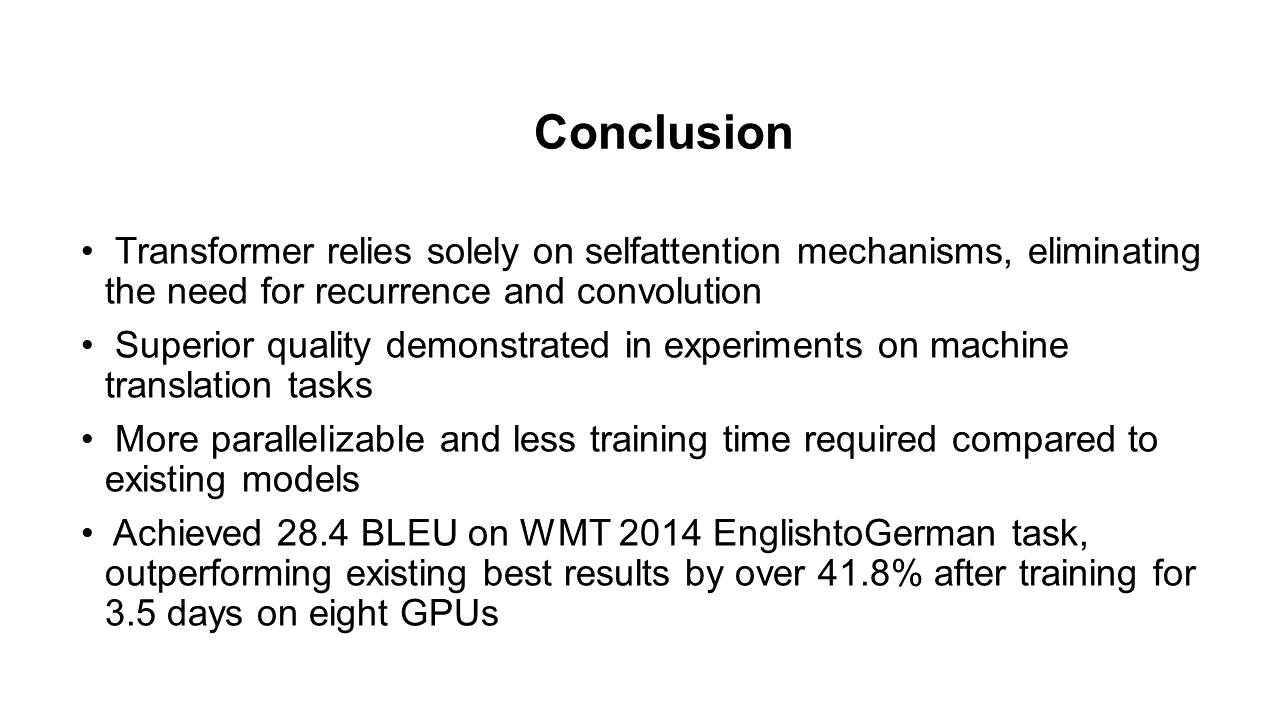 Conclusion
• Transformer relies solely on selfattention mechanisms, eliminating
the need for recurrence and convolution
• Superior quality demonstrated in experiments on machine
translation tasks
• More parallelizable and less training time required compared to
existing models
• Achieved 28.4 BLEU on WMT 2014 EnglishtoGerman task,
outperforming existing best results by over 41.8% after training for
3.5 days on eight GPUs